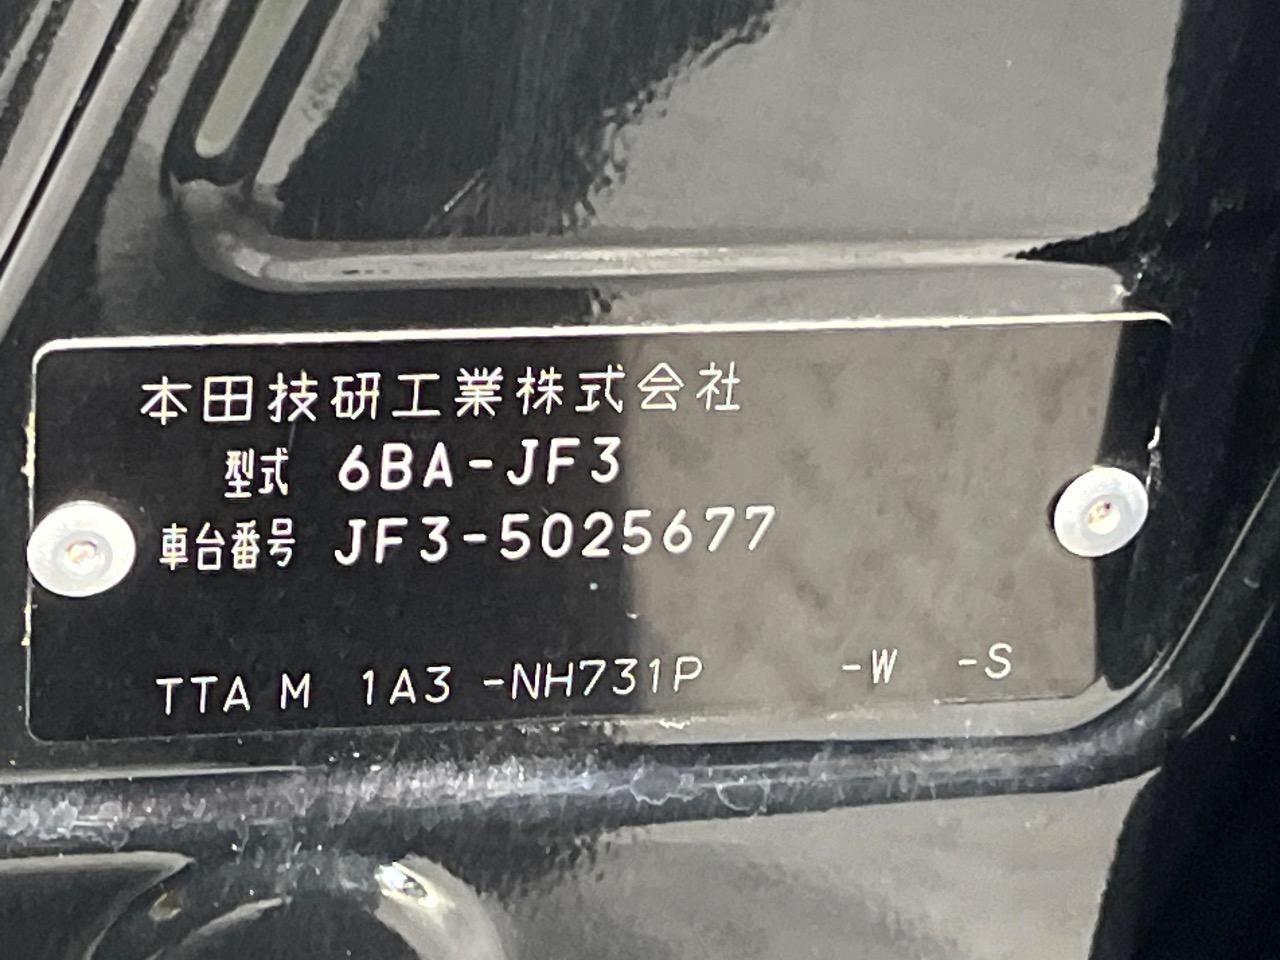 本田技研工業株式会社
型式 6BA-JF3
車台番号 JF3-5025677
TTA M 1A3 -NH731P -W -S